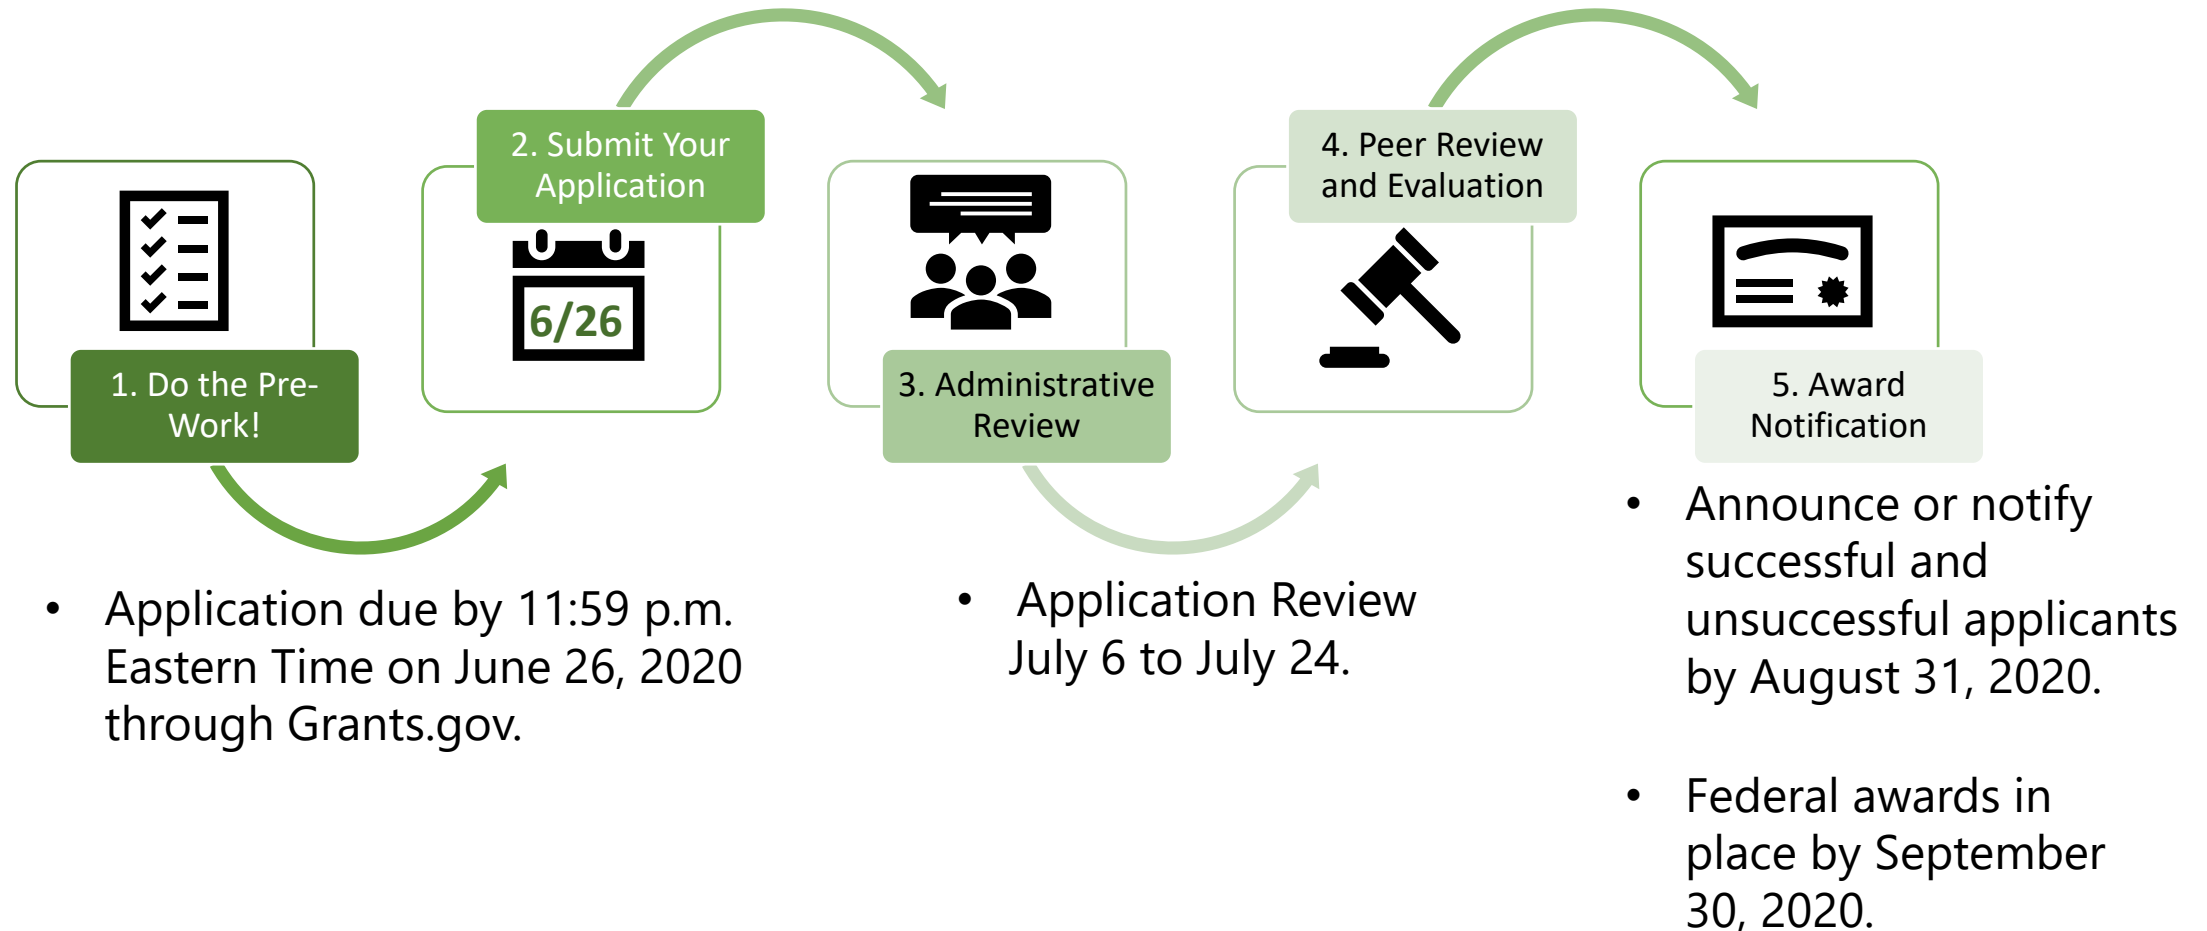 1. Do the Pre-
Work!
2. Submit Your
Application
6/26
3. Administrative
Review
4. Peer Review
and Evaluation
5. Award
Notification
• Application due by 11:59 p.m.
Eastern Time on June 26, 2020
through Grants.gov.
• Application Review
July 6 to July 24.
• Announce or notify
successful and
unsuccessful applicants
by August 31, 2020.
• Federal awards in
place by September
30, 2020.